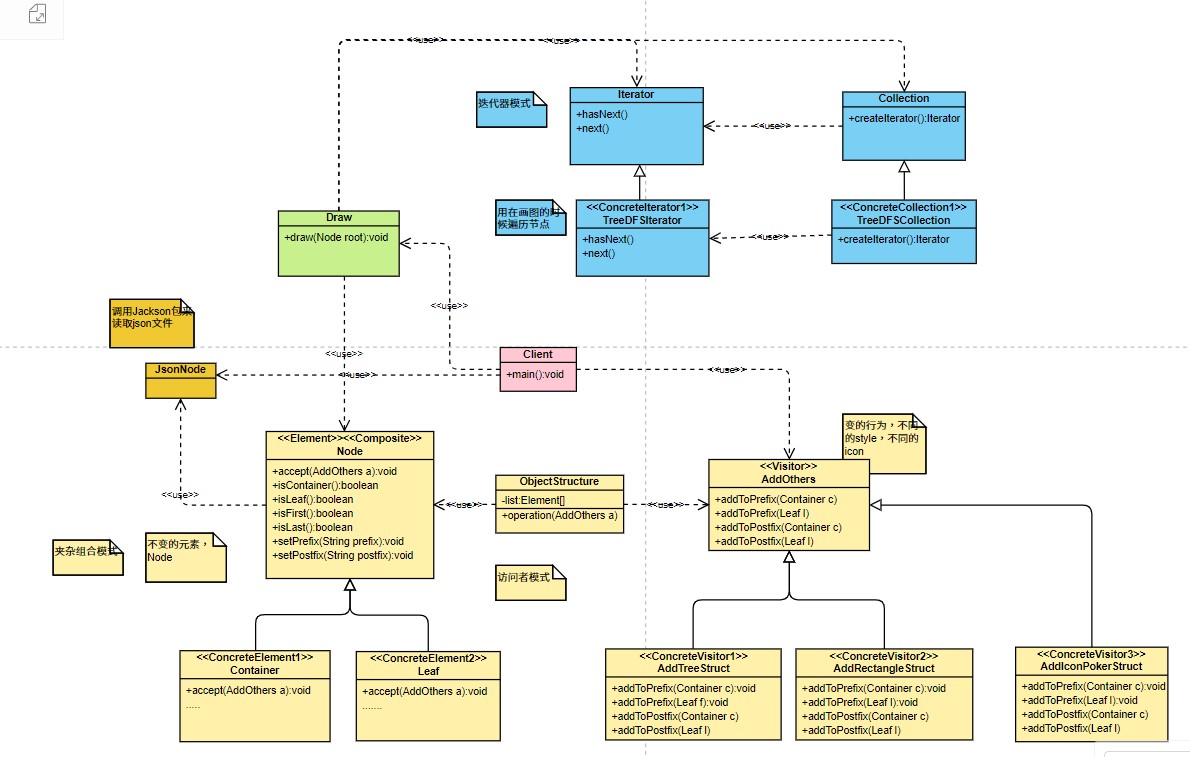 <<use>>
<<use>>
迭代器模式
Iterator
+hasNext()
+next()
Collection
+createIterator():Iterator
<<use>>
用在画图的时
候遍历节点
<<ConcreteIterator1>>
TreeDFSIterator
+hasNext()
+next()
<<ConcreteCollection1>>
TreeDFSCollection
+createIterator():Iterator
<<use>>
Draw
+draw(Node root):void
<<use>>
调用Jackson包来
读取json文件
<<use>>
Client
+main():void
JsonNode
<<use>>
<<use>>
变的行为，不同
的style，不同的
icon
<<Element>><<Composite>>
Node
+accept(AddOthers a):void
+isContainer():boolean
+isLeaf():boolean
+isFirst():boolean
+isLast():boolean
+setPrefix(String prefix):void
+setPostfix(String postfix):void
<<use>>
<<use>>
ObjectStructure
-list:Element[]
+operation(AddOthers a)
<<use>>
<<Visitor>>
AddOthers
+addToPrefix(Container c)
+addToPrefix(Leaf l)
+addToPostfix(Container c)
+addToPostfix(Leaf l)
夹杂组合模式
不变的元素，
Node
访问者模式
<<ConcreteElement1>>
Container
+accept(AddOthers a):void
.....
<<ConcreteElement2>>
Leaf
+accept(AddOthers a):void
.......
<<ConcreteVisitor1>>
AddTreeStruct
+addToPrefix(Container c):void
+addToPrefix(Leaf f):void
+addToPostfix(Container c)
+addToPostfix(Leaf l)
<<ConcreteVisitor2>>
AddRectangleStruct
+addToPrefix(Container c):void
+addToPrefix(Leaf l):void
+addToPostfix(Container c)
+addToPostfix(Leaf l)
<<ConcreteVisitor3>>
AddIconPokerStruct
+addToPrefix(Container c):void
+addToPrefix(Leaf l):void
+addToPostfix(Container c)
+addToPostfix(Leaf l)